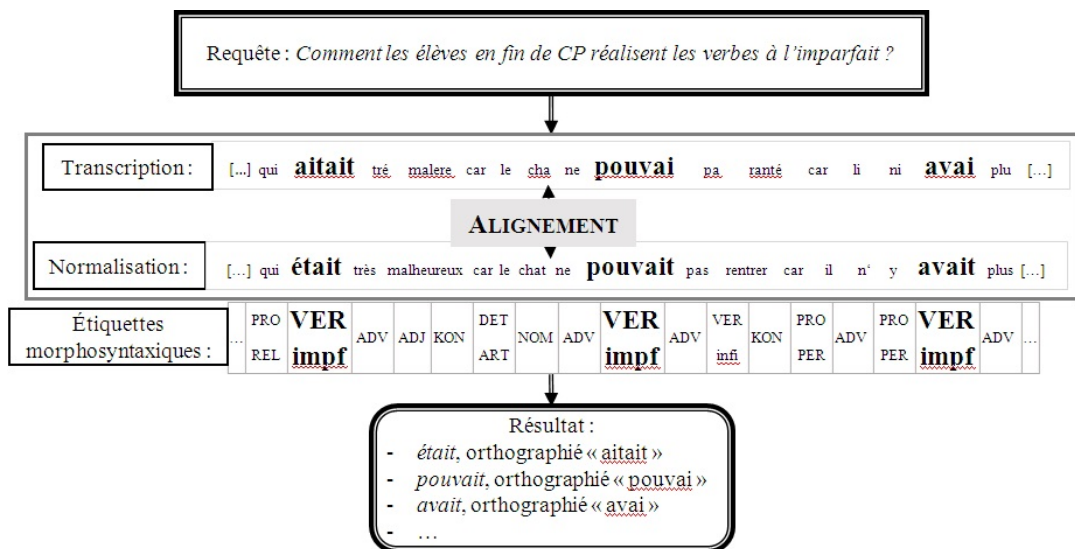 Requête : Comment les élèves en fin de CP réalisent les verbes à l’imparfait ?
Transcription : […] qui aitait tré malere car le cha ne pouvai pa ranté car li ni avai plu […]
ALIGNEMENT
Normalisation : […] qui était très malheureux car le chat ne pouvait pas rentrer car il n‘ y avait plus […]
Étiquettes
morphosyntaxiques :
… PRO VER ADV ADJ KON DET NOM ADV VER ADV VER KON PRO ADV PRO VER ADV …
REL impf ART impf infi PER PER impf
Résultat :
- était, orthographié « aitait »
- pouvait, orthographié « pouvai »
- avait, orthographié « avai »
- …